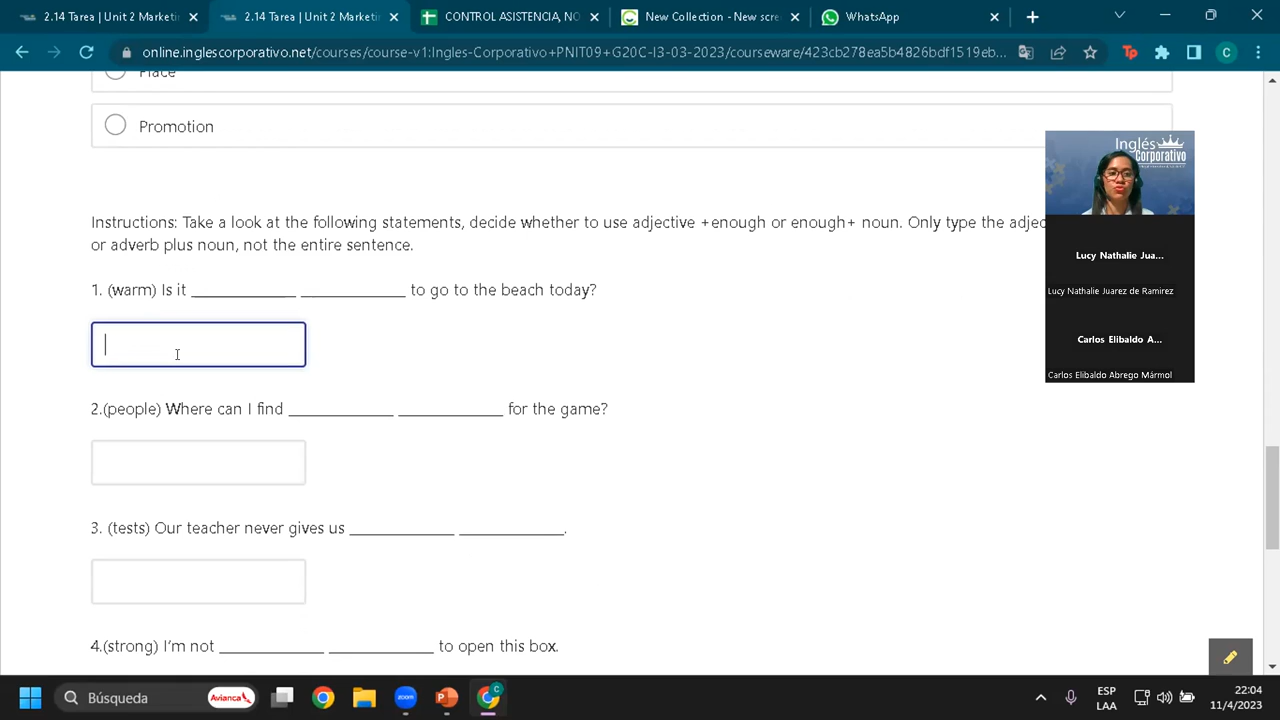 2.14 Tarea | Unit 2 Marketi
2.14 Tarea | Unit 2 Marketi
CONTROL ASISTENCIA, NO
New Collection - New scre
WhatsApp
online.inglescorporativo.net/courses/course-v1:Ingles-Corporativo+PNIT09+G20C-I3-03-2023/courseware/423cb278ea5b4826bdf1519eb...
Place
Promotion
Inglés
Corporativo
Instructions: Take a look at the following statements, decide whether to use adjective +enough or enough+ noun. Only type the adjec
or adverb plus noun, not the entire sentence.
Lucy Nathalie Jua...
Lucy Nathalie Juarez de Ramirez
1. (warm) Is it ____________ ____________ to go to the beach today?
Carlos Elibaldo A...
Carlos Elibaldo Abrego Mármol
2.(people) Where can I find ____________ ____________ for the game?
3. (tests) Our teacher never gives us ____________ ____________.
4.(strong) I'm not ____________ ____________ to open this box.
Búsqueda
Avianca
ESP
LAA
22:04
11/4/2023